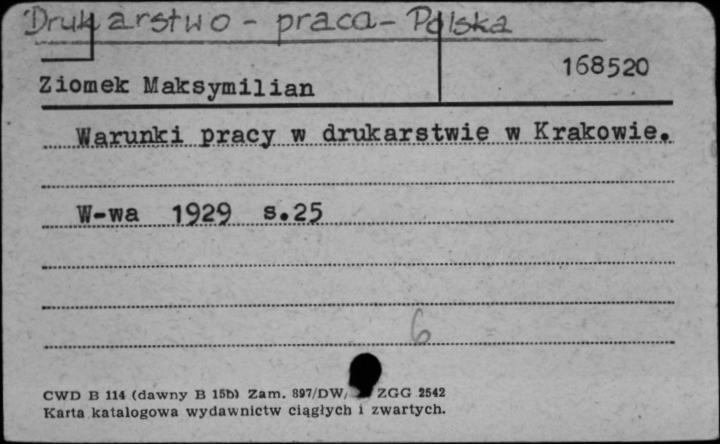 Drukarstwo - praca - Polska
168520
Ziomek Maksymilian
Warunki pracy w drukarstwie w Krakowie.
W-wa 1929 s.25
6
CWD B 114 (dawny B 15b) Zam. 897/DW/ ZGG 2542
Karta katalogowa wydawnictw ciągłych i zwartych.